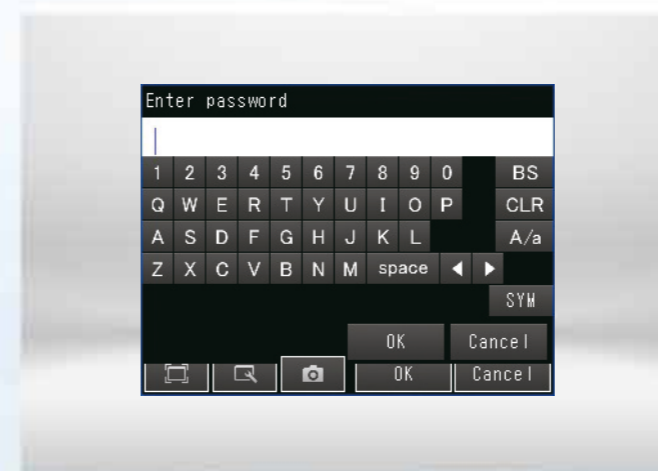 Enter password
1 2 3 4 5 6 7 8 9 0 BS
Q W E R T Y U I O P CLR
A S D F G H J K L A/a
Z X C V B N M space
SYM
OK Cancel
OK Cancel